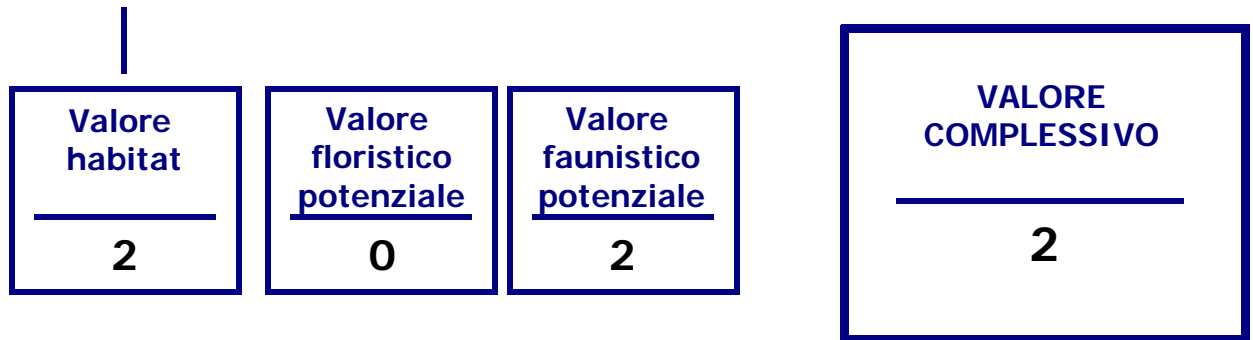 Valore
habitat
2
Valore
floristico
potenziale
0
Valore
faunistico
potenziale
2
VALORE
COMPLESSIVO
2